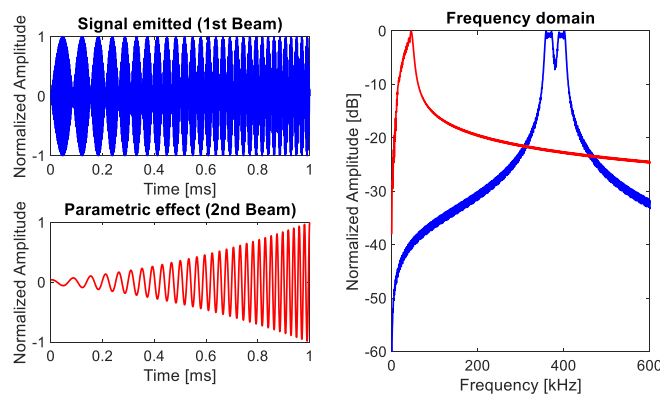 Signal emitted (1st Beam)
Normalized Amplitude
1
0
-1
0 0.2 0.4 0.6 0.8 1
Time [ms]
Parametric effect (2nd Beam)
Normalized Amplitude
1
0
-1
0 0.2 0.4 0.6 0.8 1
Time [ms]
Frequency domain
Normalized Amplitude [dB]
0
-10
-20
-30
-40
-50
-60
0 200 400 600
Frequency [kHz]